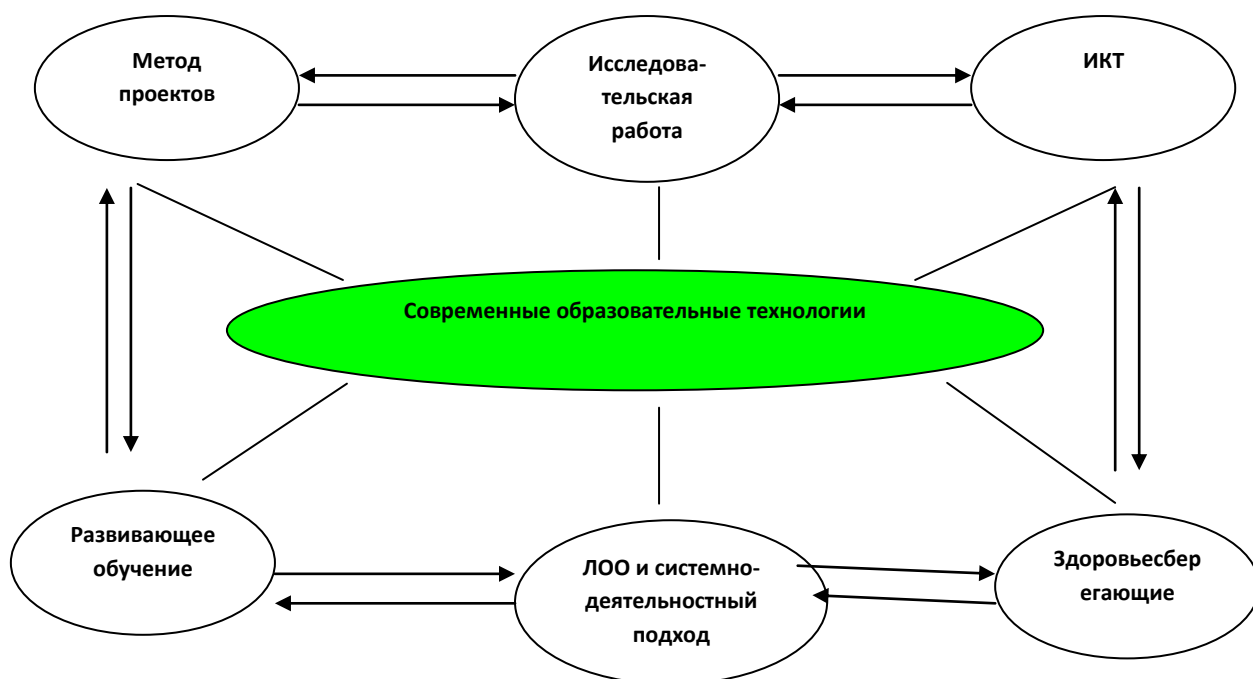 Метод
проектов
Исследова-
тельская
работа
ИКТ
Современные образовательные технологии
Развивающее
обучение
ЛОО и системно-
деятельностный
подход
Здоровьесбер
егающие